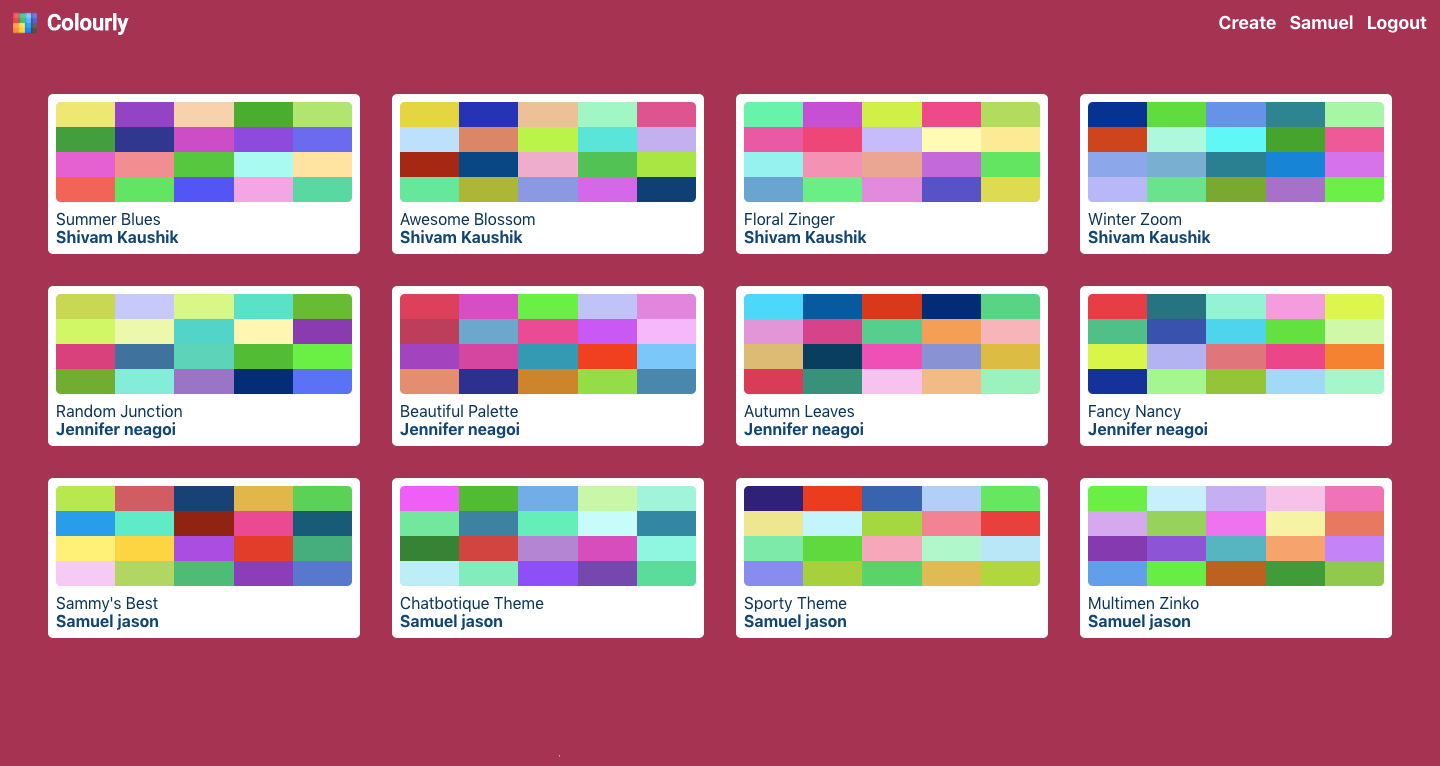 Colourly
Create Samuel Logout
Summer Blues
Shivam Kaushik
Awesome Blossom
Shivam Kaushik
Floral Zinger
Shivam Kaushik
Winter Zoom
Shivam Kaushik
Random Junction
Jennifer neagoi
Beautiful Palette
Jennifer neagoi
Autumn Leaves
Jennifer neagoi
Fancy Nancy
Jennifer neagoi
Sammy's Best
Samuel jason
Chatbotique Theme
Samuel jason
Sporty Theme
Samuel jason
Multimen Zinko
Samuel jason